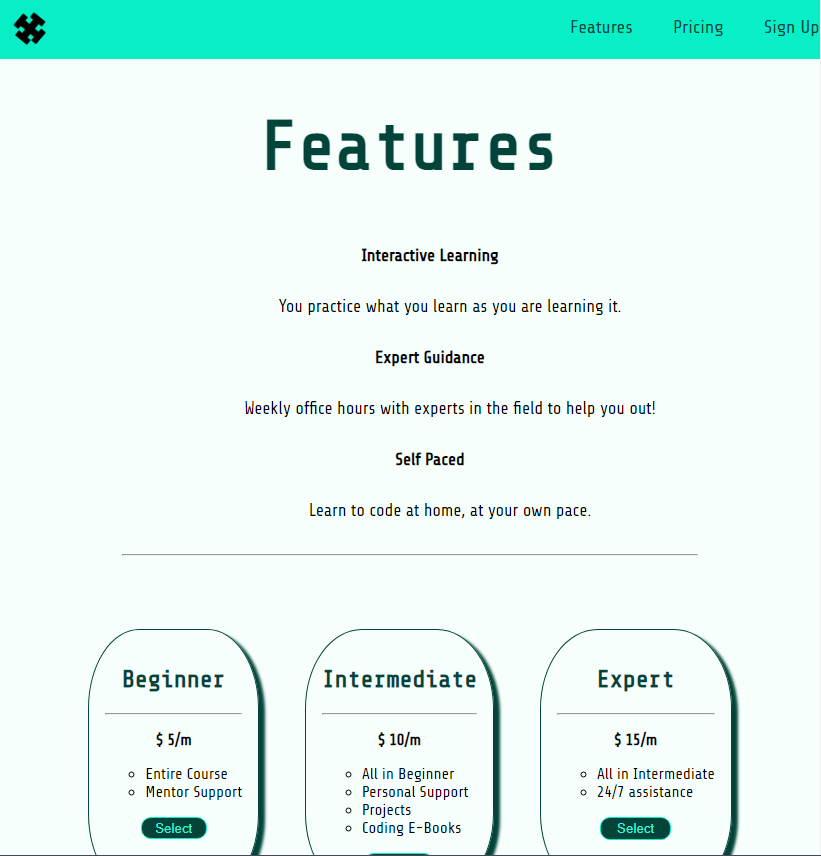 Features Pricing Sign Up
Features
Interactive Learning
You practice what you learn as you are learning it.
Expert Guidance
Weekly office hours with experts in the field to help you out!
Self Paced
Learn to code at home, at your own pace.
Beginner
$ 5/m
Entire Course
Mentor Support
Select
Intermediate
$ 10/m
All in Beginner
Personal Support
Projects
Coding E-Books
Expert
$ 15/m
All in Intermediate
24/7 assistance
Select